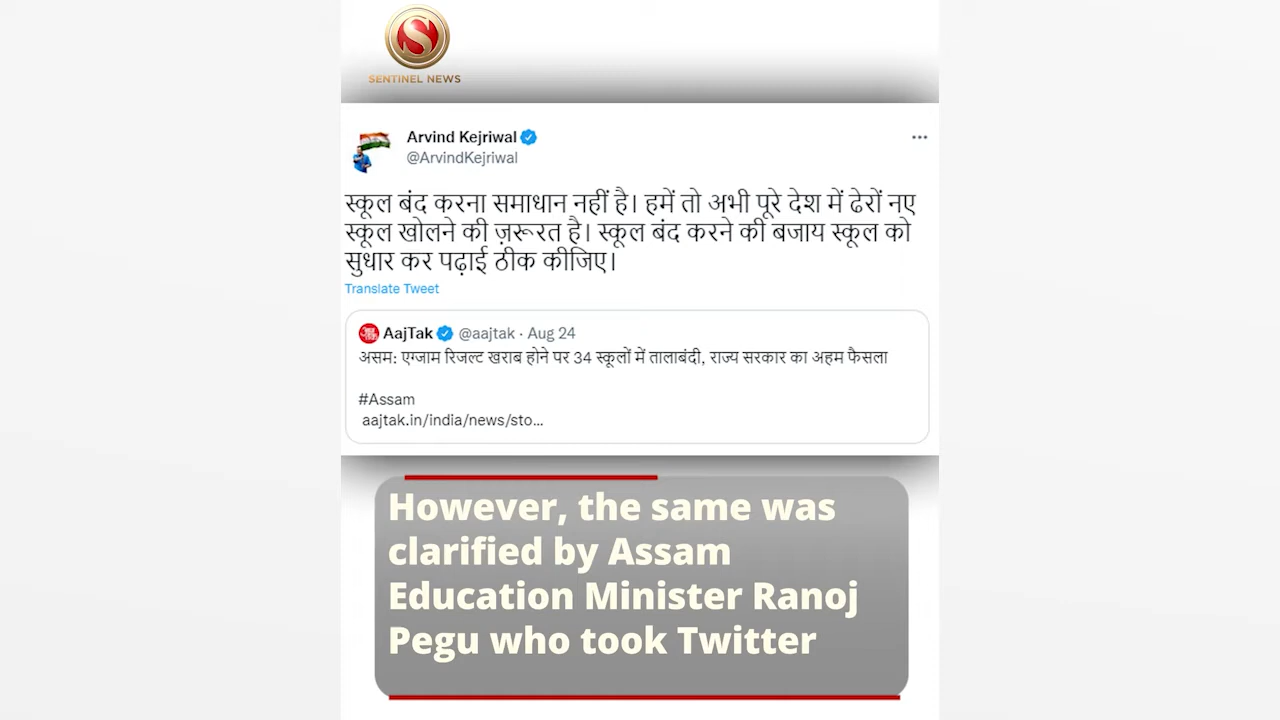 SENTINEL NEWS
Arvind Kejriwal
@ArvindKejriwal
स्कूल बंद करना समाधान नहीं है। हमें तो अभी पूरे देश में ढेरों नए
स्कूल खोलने की ज़रूरत है। स्कूल बंद करने की बजाय स्कूल को
सुधार कर पढ़ाई ठीक कीजिए।
Translate Tweet
AajTak @aajtak · Aug 24
असम: एग्जाम रिजल्ट खराब होने पर 34 स्कूलों में तालाबंदी, राज्य सरकार का अहम फैसला
#Assam
aajtak.in/india/news/sto...
However, the same was
clarified by Assam
Education Minister Ranoj
Pegu who took Twitter